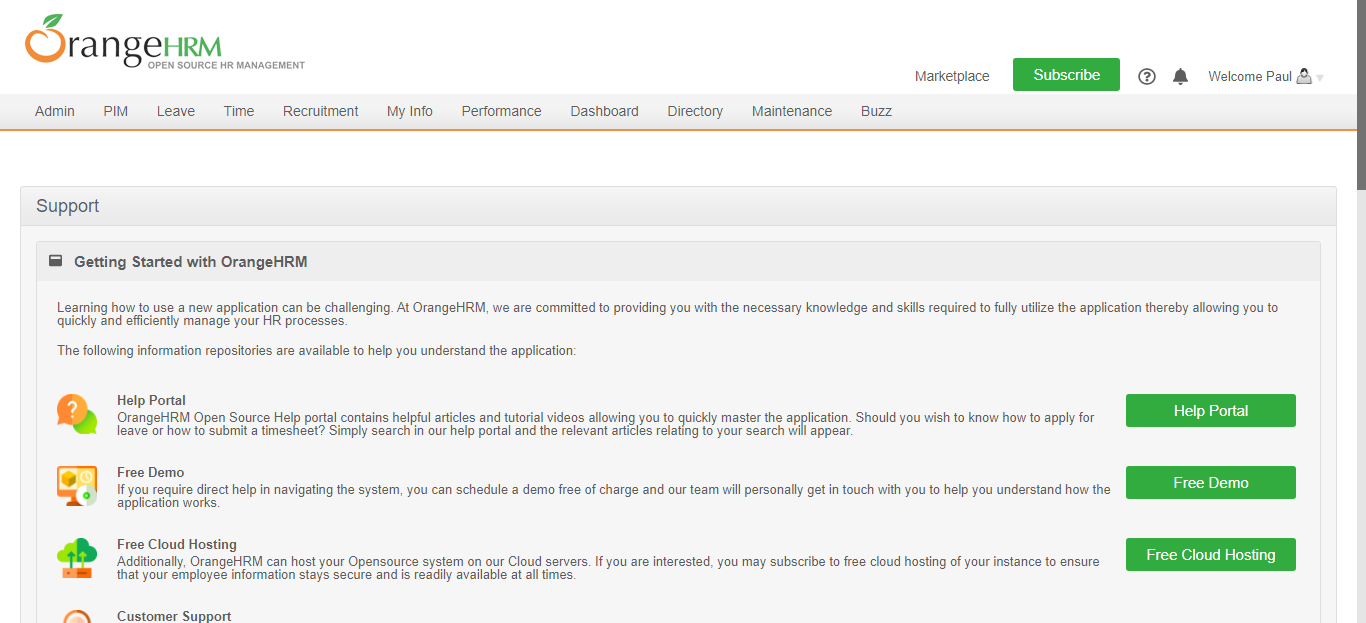 OrangeHRM
OPEN SOURCE HR MANAGEMENT
Marketplace
Subscribe
Welcome Paul
Admin
PIM
Leave
Time
Recruitment
My Info
Performance
Dashboard
Directory
Maintenance
Buzz
Support
Getting Started with OrangeHRM
Learning how to use a new application can be challenging. At OrangeHRM, we are committed to providing you with the necessary knowledge and skills required to fully utilize the application thereby allowing you to
quickly and efficiently manage your HR processes.
The following information repositories are available to help you understand the application:
Help Portal
OrangeHRM Open Source Help portal contains helpful articles and tutorial videos allowing you to quickly master the application. Should you wish to know how to apply for
leave or how to submit a timesheet? Simply search in our help portal and the relevant articles relating to your search will appear.
Help Portal
Free Demo
If you require direct help in navigating the system, you can schedule a demo free of charge and our team will personally get in touch with you to help you understand how the
application works.
Free Demo
Free Cloud Hosting
Additionally, OrangeHRM can host your Opensource system on our Cloud servers. If you are interested, you may subscribe to free cloud hosting of your instance to ensure
that your employee information stays secure and is readily available at all times.
Free Cloud Hosting
Customer Support